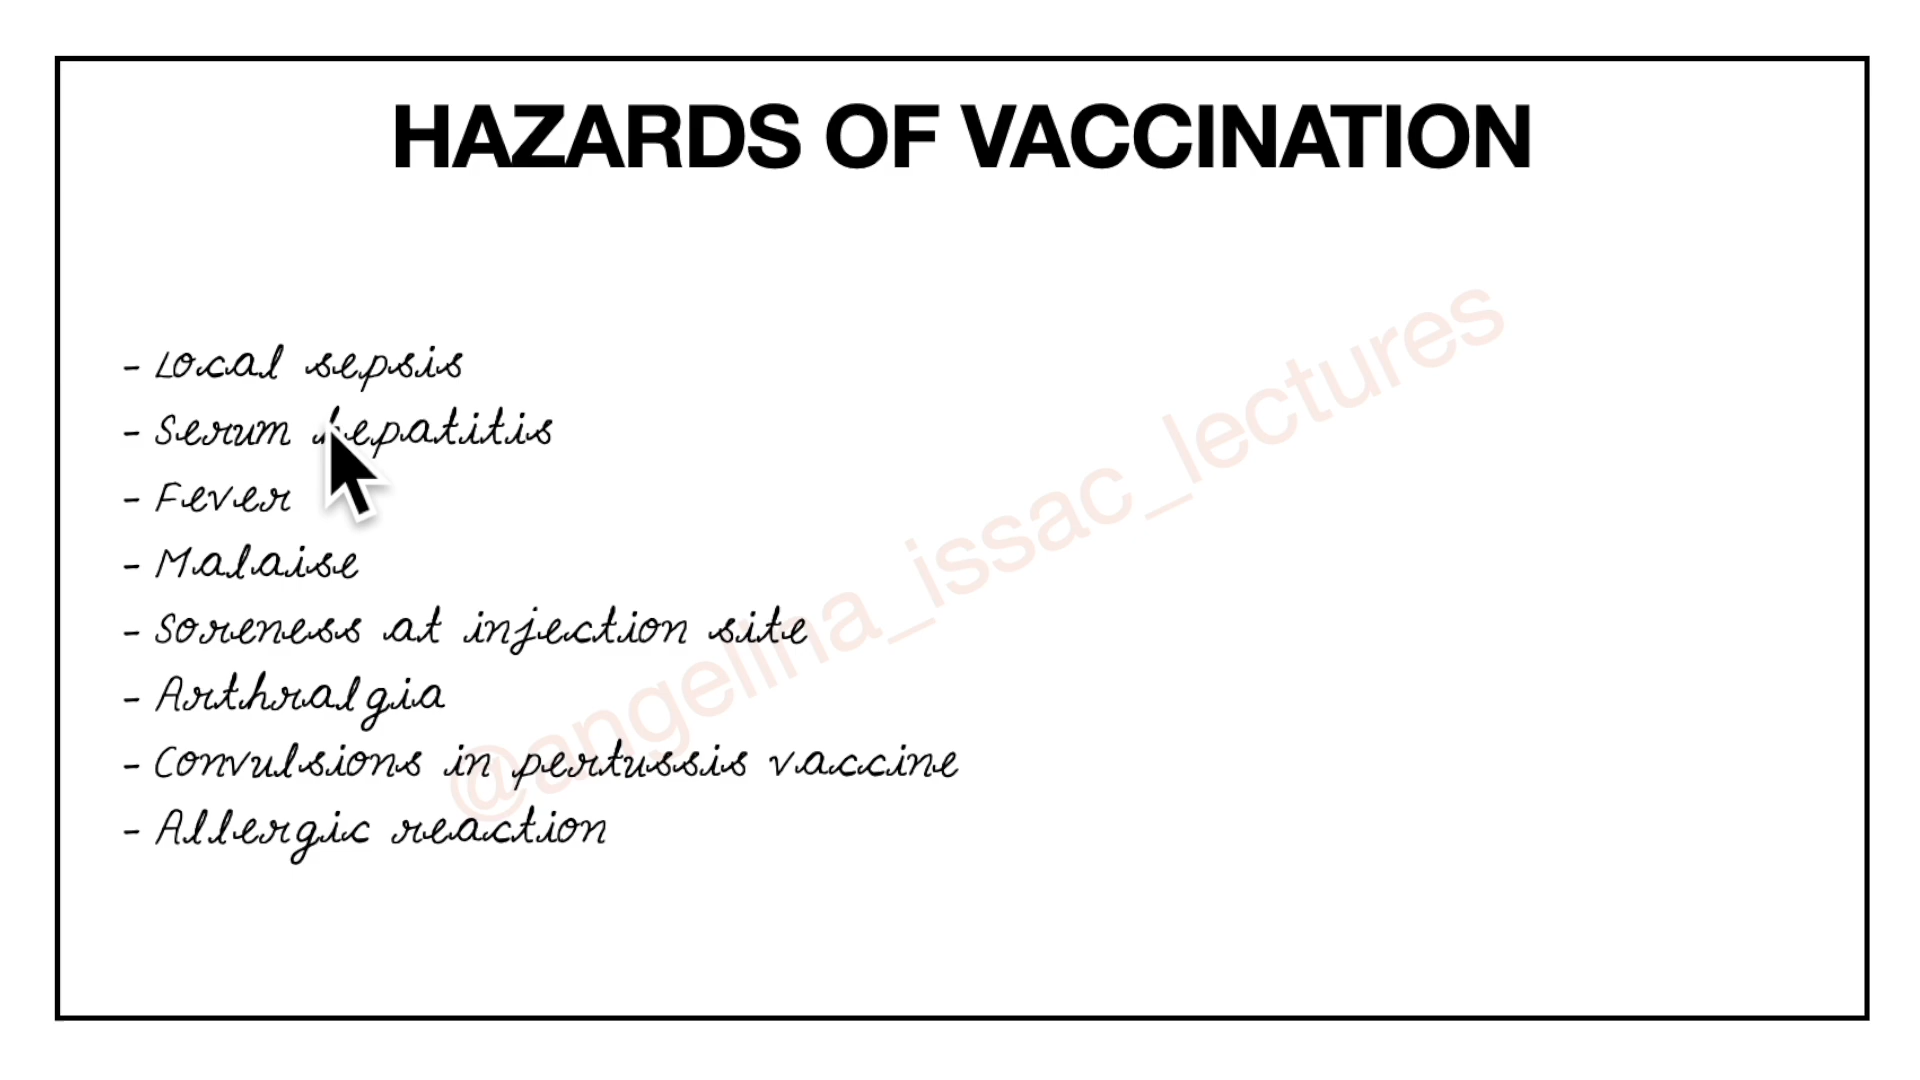 HAZARDS OF VACCINATION
- Local sepsis
- Serum hepatitis
- Fever
- Malaise
- Soreness at injection site
- Arthralgia
- Convulsions in pertussis vaccine
- Allergic reaction
@angelina_issac_lectures